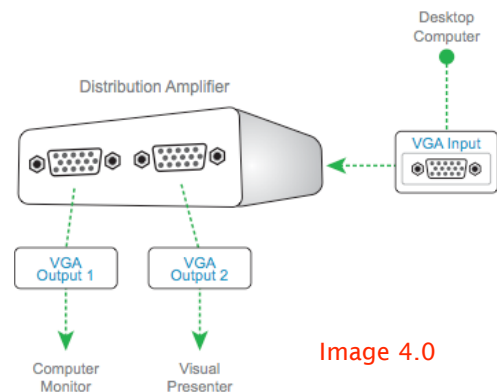 Desktop
Computer
Distribution Amplifier
VGA Input
VGA
Output 1
VGA
Output 2
Image 4.0
Computer
Monitor
Visual
Presenter